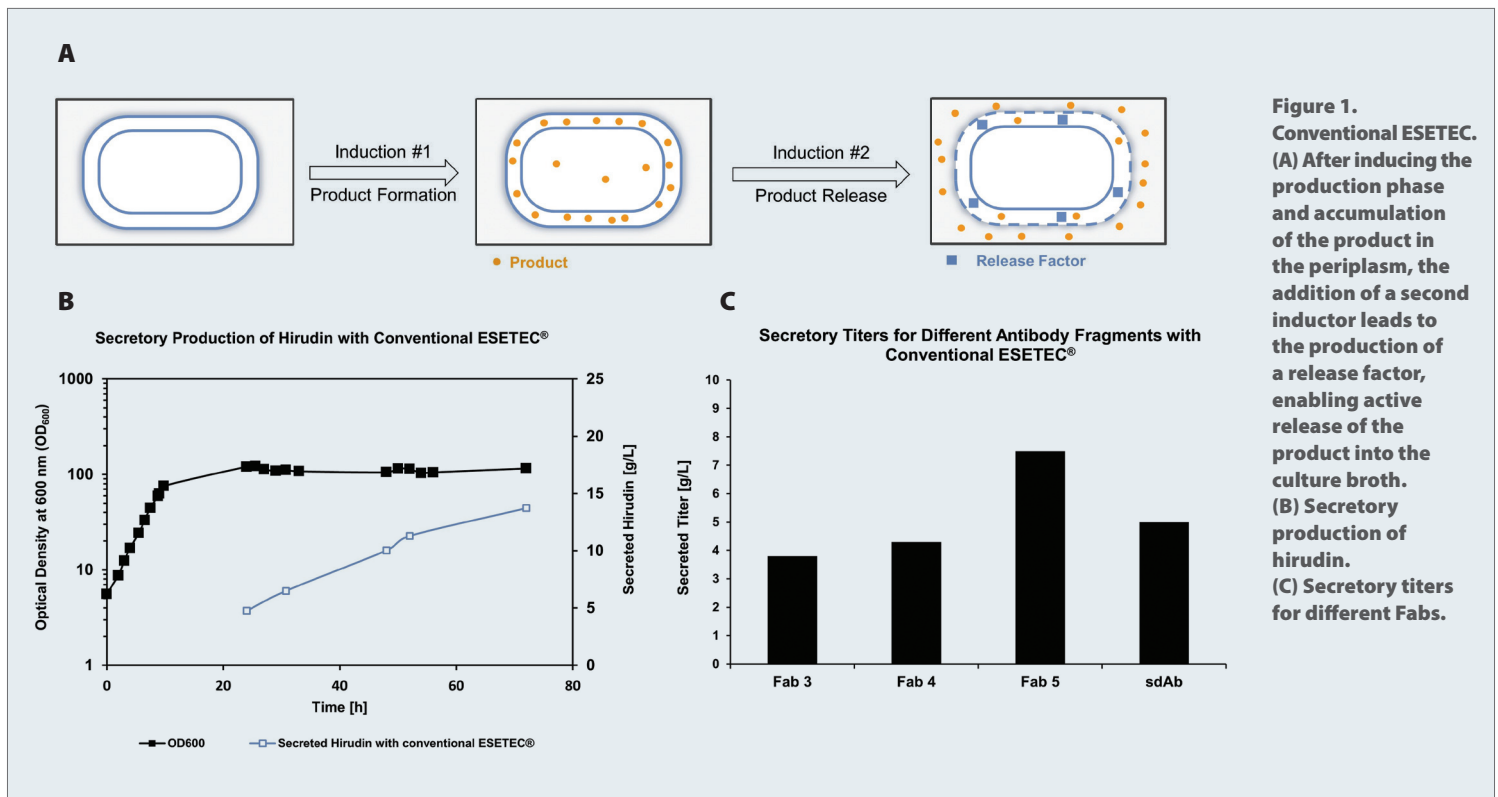 A
Induction #1
Product Formation
Induction #2
Product Release
Product
Release Factor
Figure 1.
Conventional ESETEC.
(A) After inducing the
production phase
and accumulation
of the product in
the periplasm, the
addition of a second
inductor leads to
the production of
a release factor,
enabling active
release of the
product into the
culture broth.
(B) Secretory
production of
hirudin.
(C) Secretory titers
for different Fabs.
B
Secretory Production of Hirudin with Conventional ESETEC®
Optical Density at 600 nm (OD600)
1000
100
10
1
25
20
15
10
5
0
Secreted Hirudin [g/L]
0 20 40 60 80
Time [h]
OD600 Secreted Hirudin with conventional ESETEC®
C
Secretory Titers for Different Antibody Fragments with
Conventional ESETEC®
Secreted Titer [g/L]
10
9
8
7
6
5
4
3
2
1
0
Fab 3 Fab 4 Fab 5 sdAb